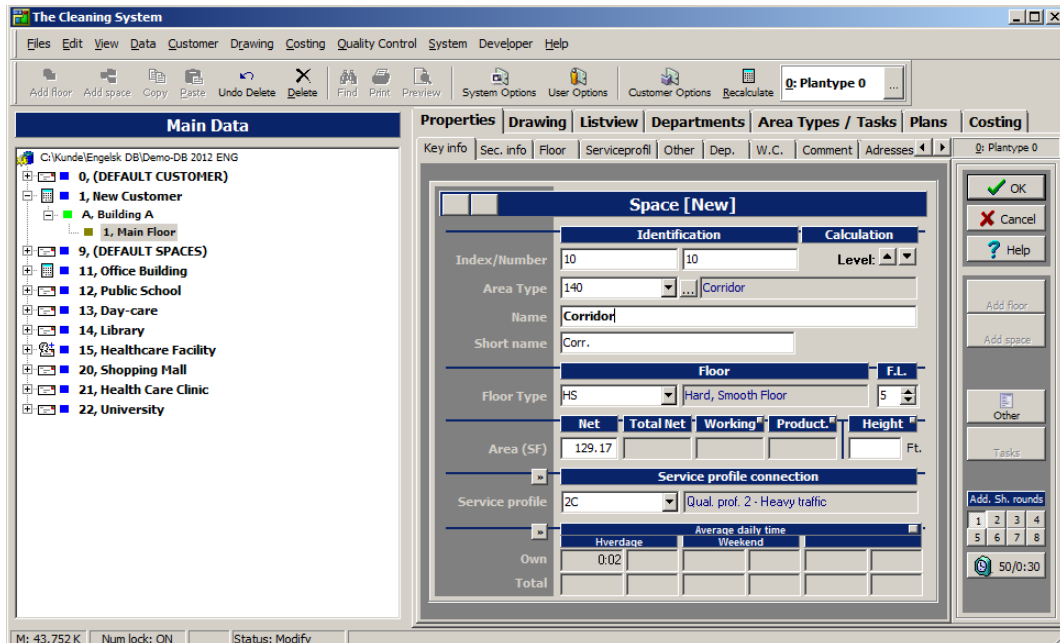 The Cleaning System
Files Edit View Data Customer Drawing Costing Quality Control System Developer Help
Add floor Add space Copy Paste Undo Delete Delete Find Print Preview System Options User Options Customer Options Recalculate 0: Plantype 0 ...
Main Data
C:\Kunde\Engelsk DB\Demo-DB 2012 ENG
0, (DEFAULT CUSTOMER)
1, New Customer
A, Building A
1, Main Floor
9, (DEFAULT SPACES)
11, Office Building
12, Public School
13, Day-care
14, Library
15, Healthcare Facility
20, Shopping Mall
21, Health Care Clinic
22, University
Properties Drawing Listview Departments Area Types / Tasks Plans Costing
Key info Sec. info Floor Serviceprofil Other Dep. W.C. Comment Adresses
Space [New]
Identification Calculation
Index/Number 10 10 Level:
Area Type 140 ... Corridor
Name Corridor
Short name Corr.
Floor F.L.
Floor Type HS Hard, Smooth Floor 5
Net Total Net Working Product. Height
Area (SF) 129.17 Ft.
» Service profile connection
Service profile 2C Qual. prof. 2 - Heavy traffic
» Average daily time
Hverdage Weekend
Own 0:02
Total
0: Plantype 0
OK
Cancel
Help
Add floor
Add space
Other
Tasks
Add. Sh. rounds
1 2 3 4
5 6 7 8
50/0:30
M: 43.752 K Num lock: ON Status: Modify